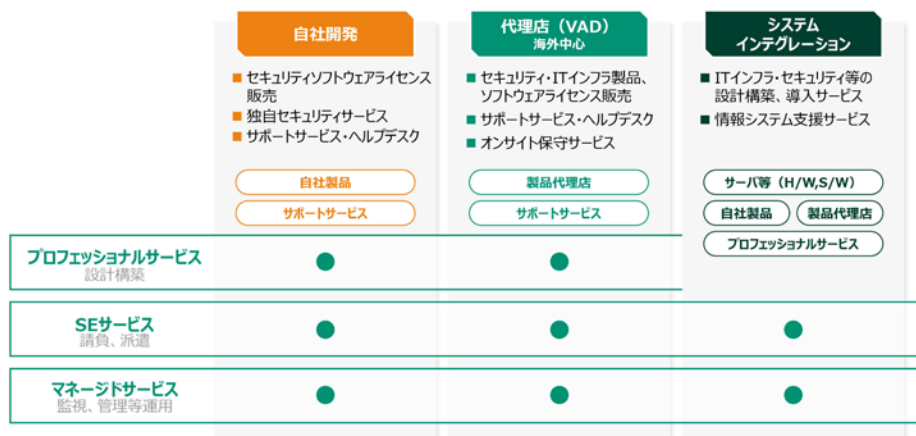 自社開発
■ セキュリティソフトウェアライセンス
販売
■ 独自セキュリティサービス
■ サポートサービス・ヘルプデスク
自社製品
サポートサービス
代理店（VAD）
海外中心
■ セキュリティ・ITインフラ製品、
ソフトウェアライセンス販売
■ サポートサービス・ヘルプデスク
■ オンサイト保守サービス
製品代理店
サポートサービス
システム
インテグレーション
■ ITインフラ・セキュリティ等の
設計構築、導入サービス
■ 情報システム支援サービス
サーバ等（H/W,S/W）
自社製品
製品代理店
プロフェッショナルサービス
プロフェッショナルサービス
設計構築
SEサービス
請負、派遣
マネージドサービス
監視、管理等運用